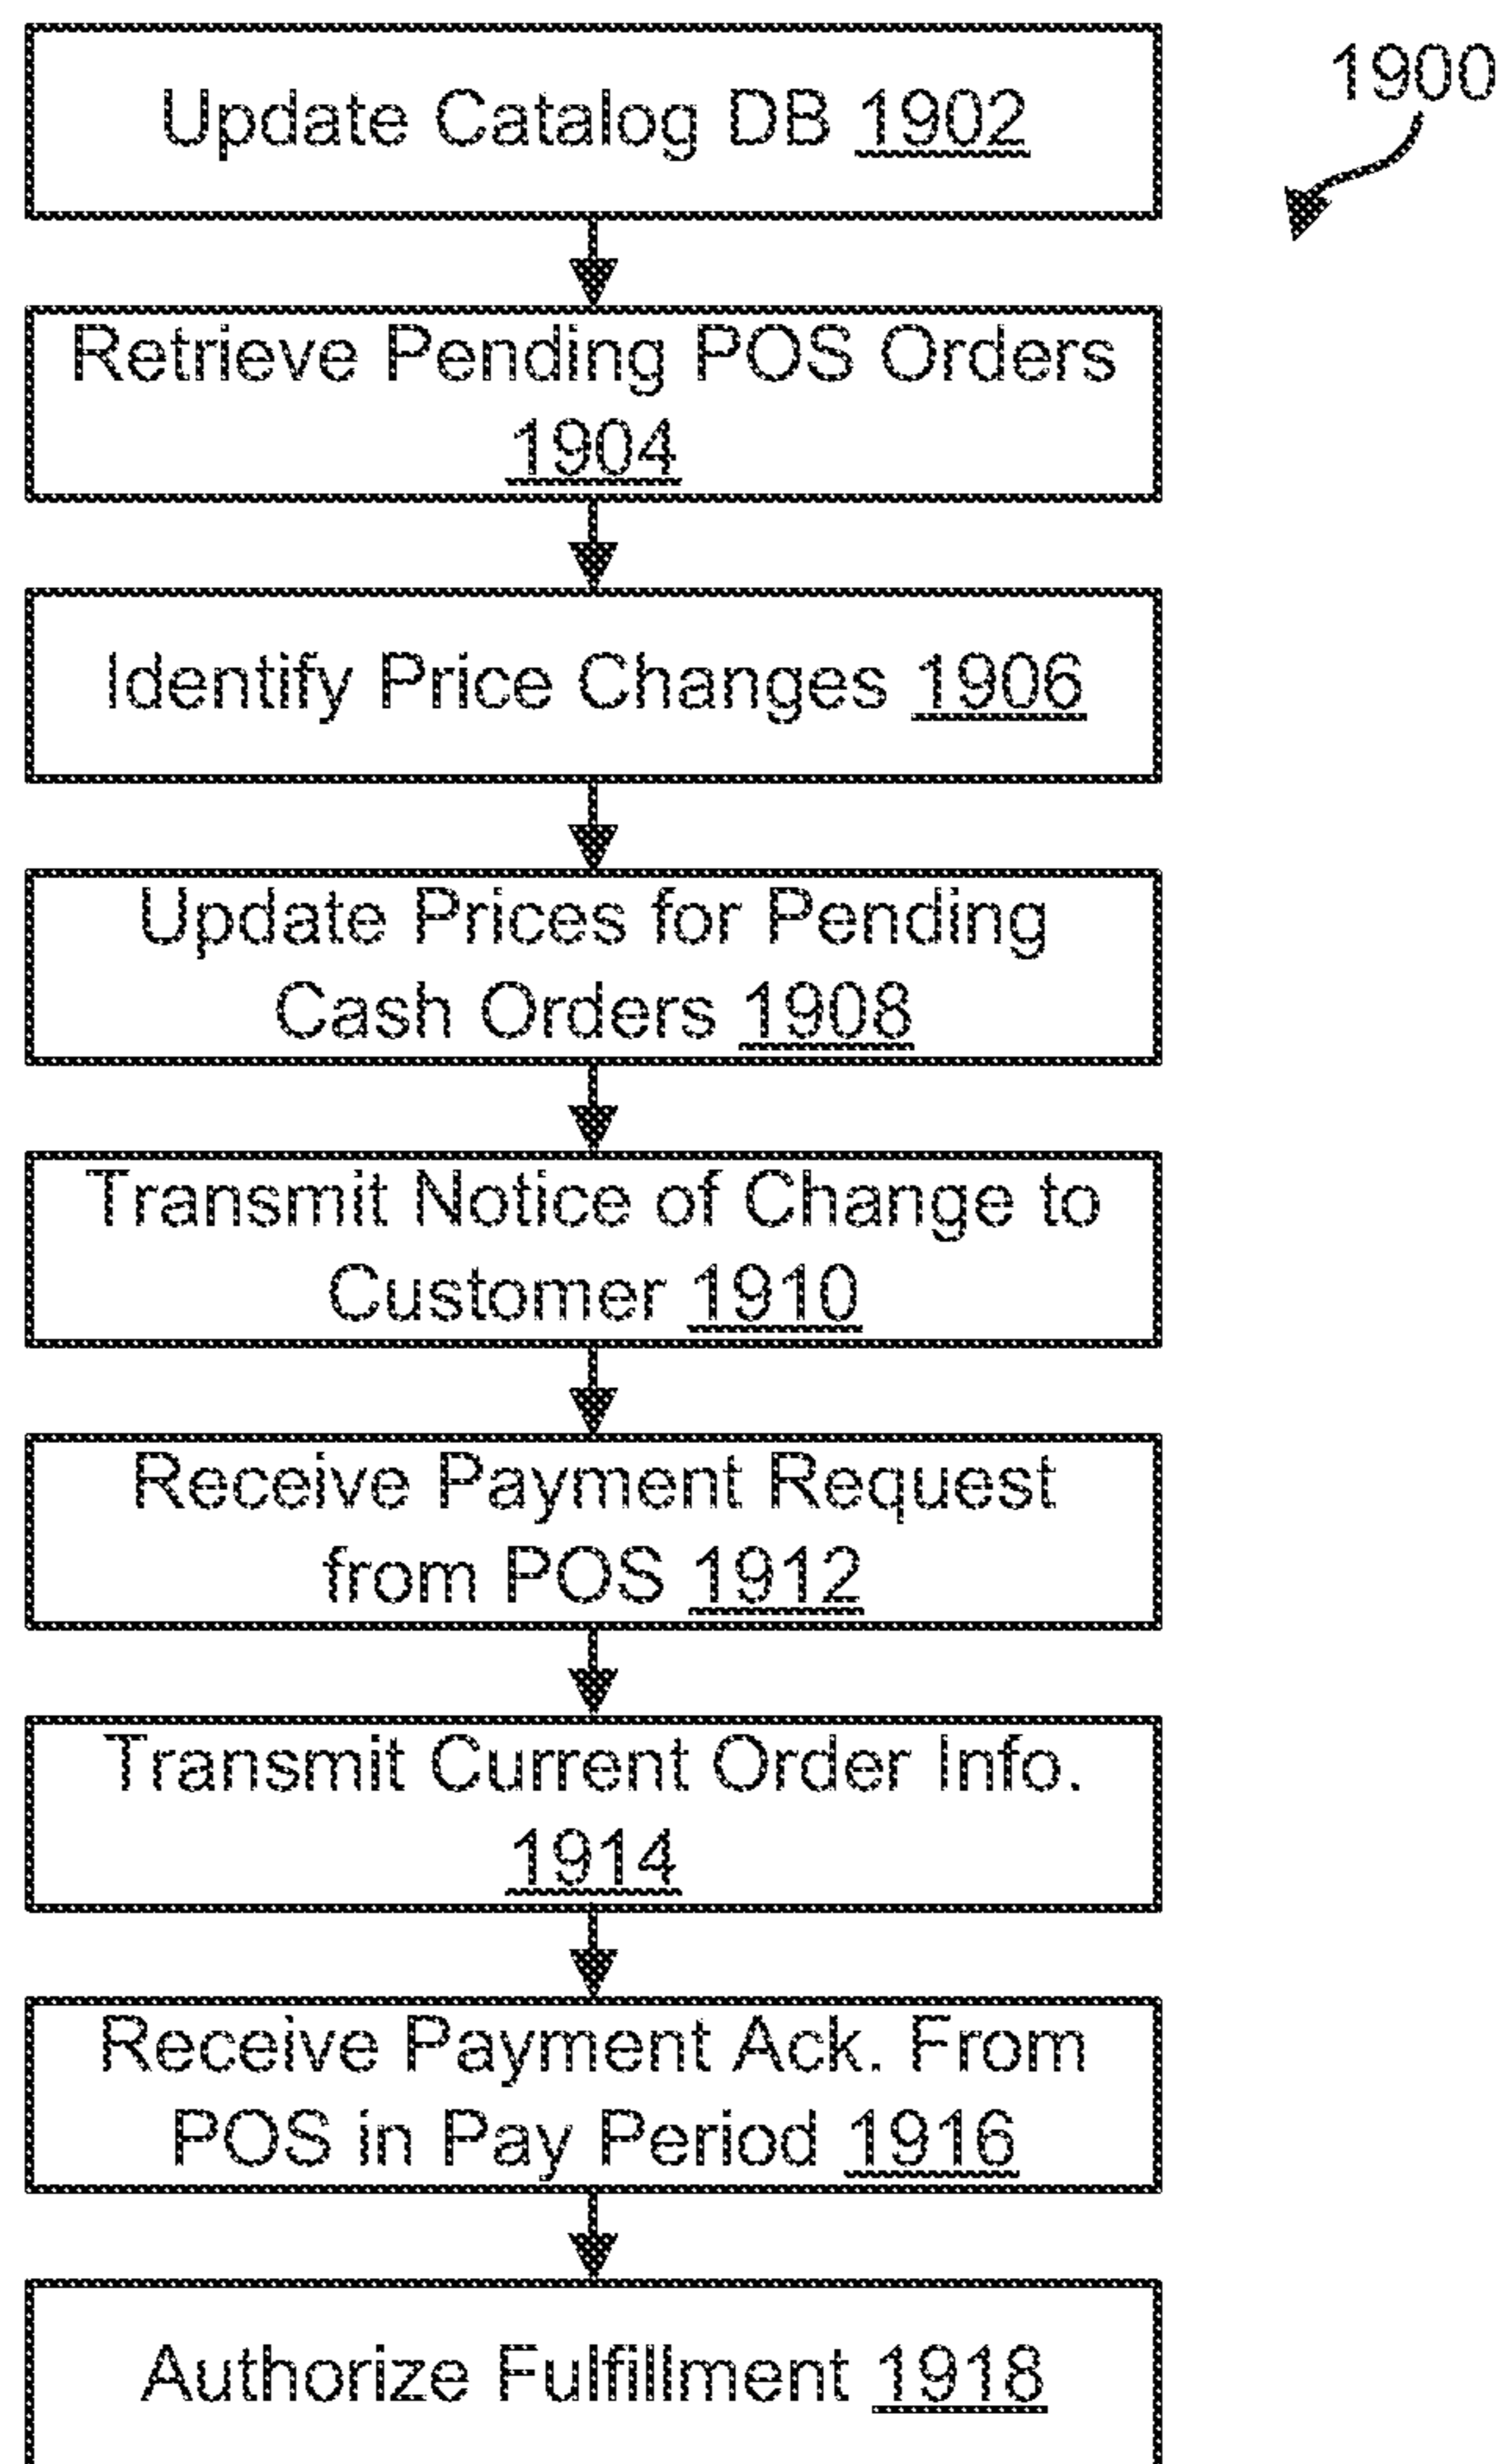 Update Catalog DB 1902
1900
Retrieve Pending POS Orders
1904
Identify Price Changes 1906
Update Prices for Pending
Cash Orders 1908
Transmit Notice of Change to
Customer 1910
Receive Payment Request
from POS 1912
Transmit Current Order Info.
1914
Receive Payment Ack. From
POS in Pay Period 1916
Authorize Fulfillment 1918